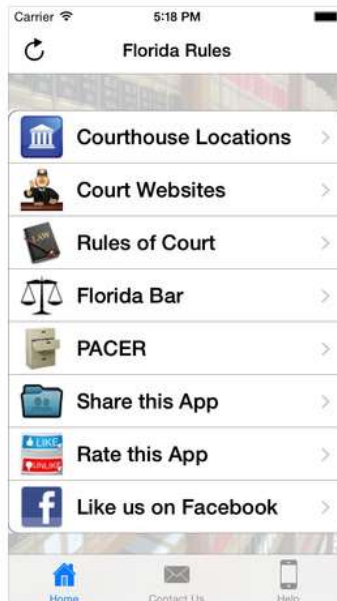 Carrier 5:18 PM
Florida Rules
Courthouse Locations
Court Websites
LAW
Rules of Court
Florida Bar
PACER
Share this App
LIKE
UNLIKE
Rate this App
f Like us on Facebook
Home Contact Us Help